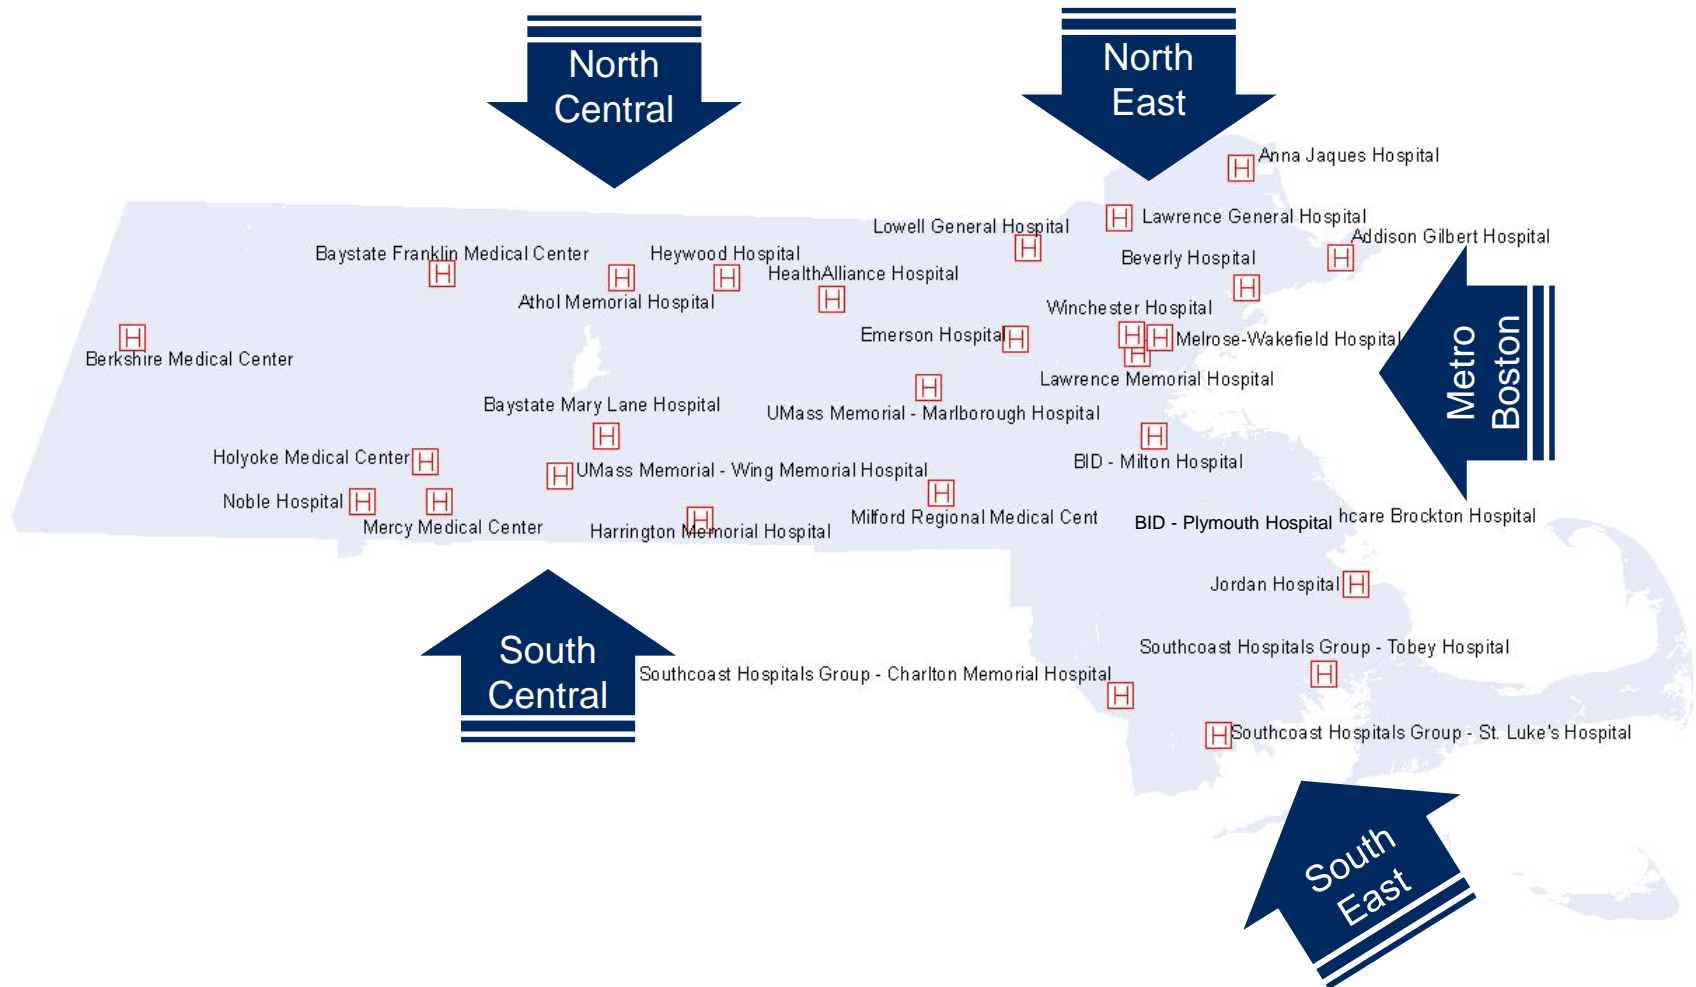 North
Central
North
East
Anna Jaques Hospital
Lawrence General Hospital
Lowell General Hospital
Addison Gilbert Hospital
Baystate Franklin Medical Center
Heywood Hospital
Beverly Hospital
HealthAlliance Hospital
Athol Memorial Hospital
Winchester Hospital
Emerson Hospital
Melrose-Wakefield Hospital
Metro
Boston
Berkshire Medical Center
Lawrence Memorial Hospital
Baystate Mary Lane Hospital
UMass Memorial - Marlborough Hospital
Holyoke Medical Center
BID - Milton Hospital
UMass Memorial - Wing Memorial Hospital
Noble Hospital
Mercy Medical Center
Harrington Memorial Hospital
Milford Regional Medical Cent
BID - Plymouth Hospital
hcare Brockton Hospital
Jordan Hospital
South
Central
Southcoast Hospitals Group - Tobey Hospital
Southcoast Hospitals Group - Charlton Memorial Hospital
Southcoast Hospitals Group - St. Luke's Hospital
South
East